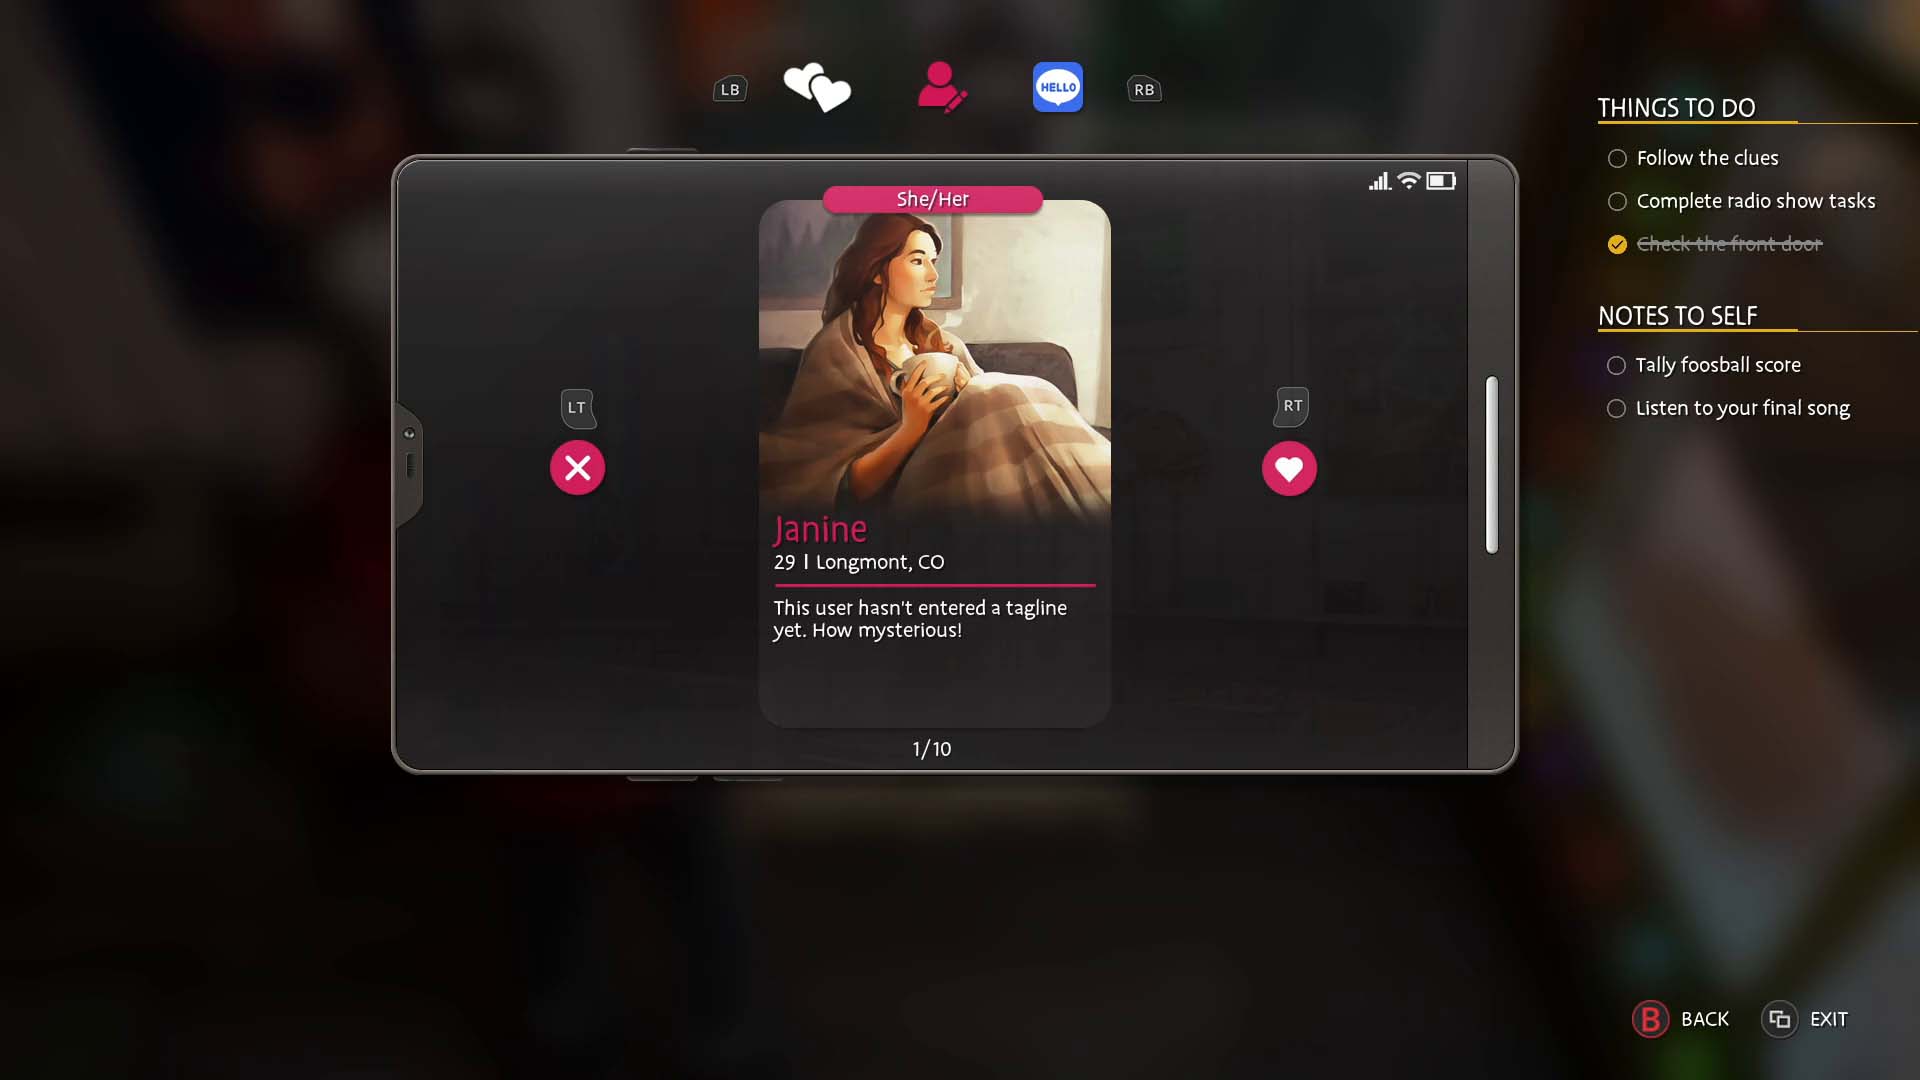 LB
HELLO
RB
THINGS TO DO
Follow the clues
Complete radio show tasks
Check the front door
NOTES TO SELF
Tally foosball score
Listen to your final song
She/Her
LT
RT
Janine
29 | Longmont, CO
This user hasn't entered a tagline
yet. How mysterious!
1/10
B BACK
EXIT